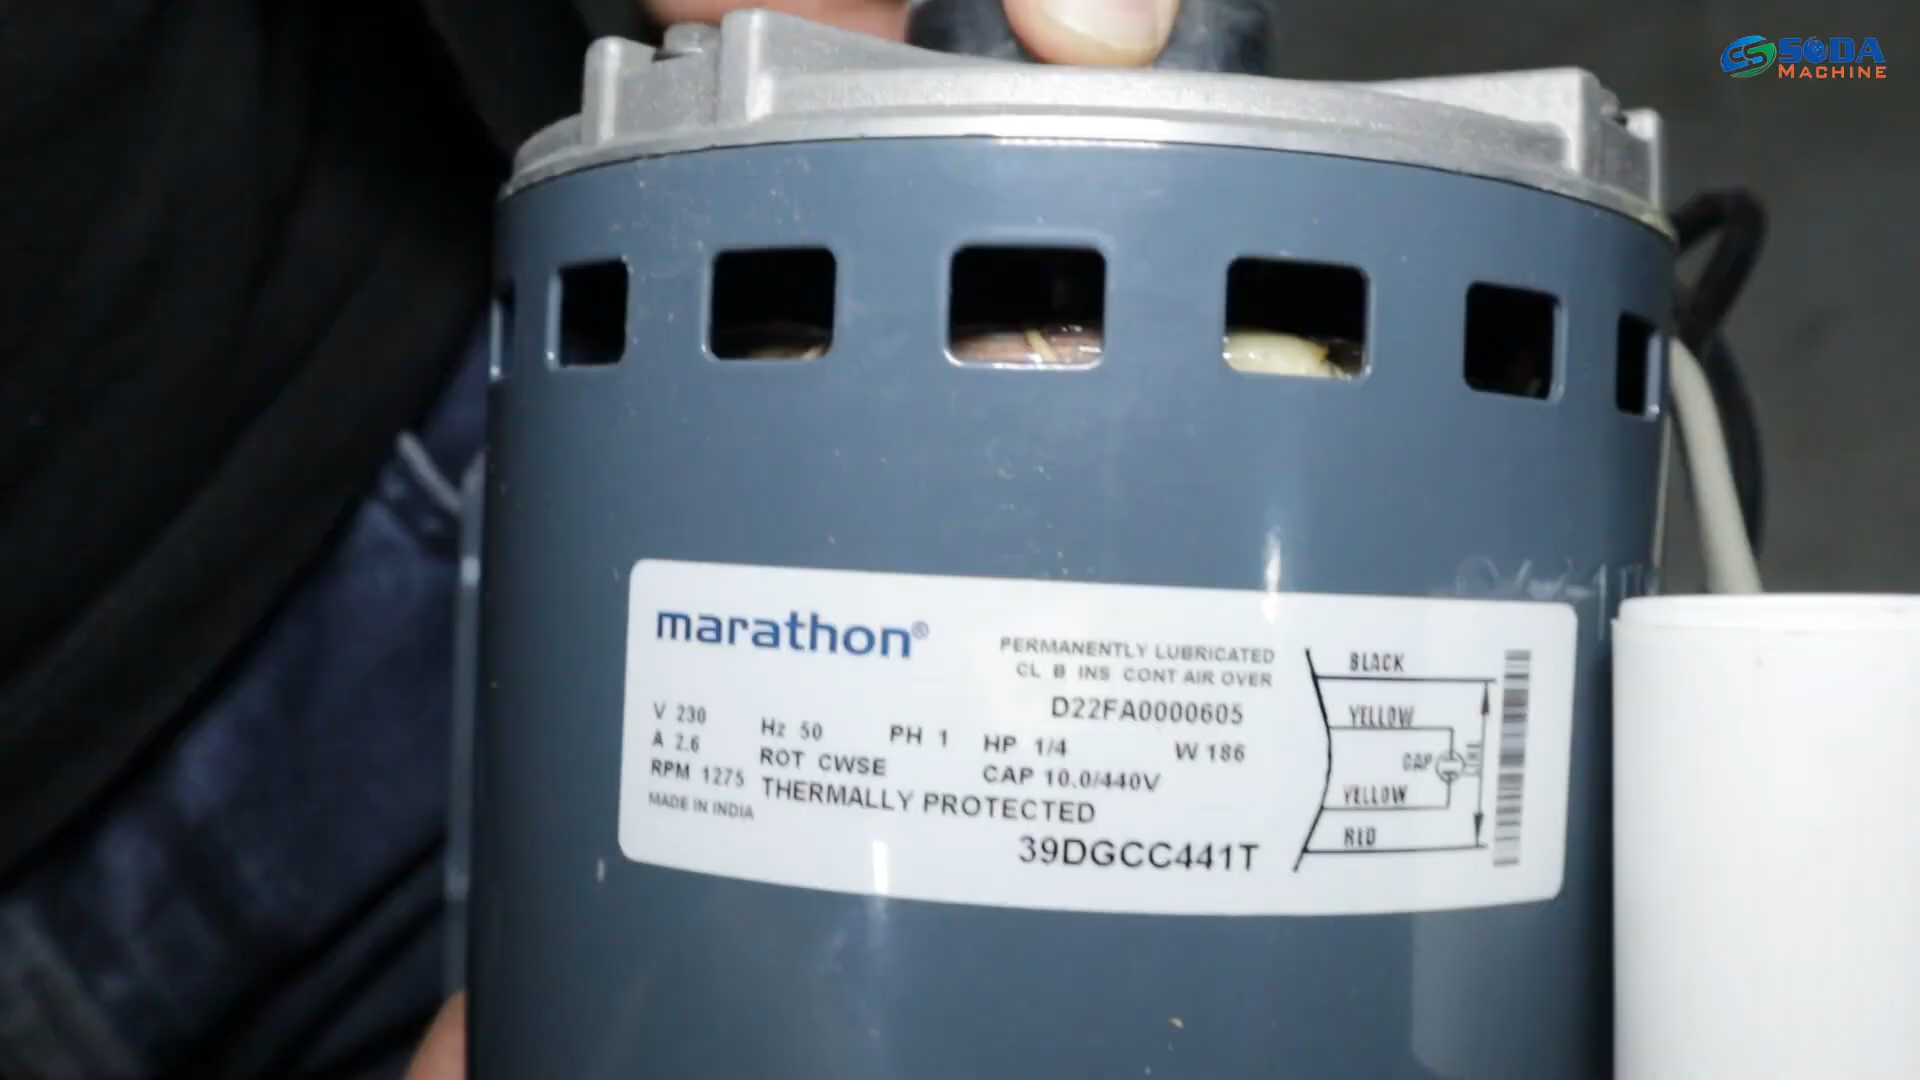 SODA
MACHINE
marathon®
PERMANENTLY LUBRICATED
CL B INS CONT AIR OVER
D22FA0000605
V 230 Hz 50 PH 1 HP 1/4 W 186
A 2.6 ROT CWSE CAP 10.0/440V
RPM 1275 THERMALLY PROTECTED
MADE IN INDIA
39DGCC441T
BLACK
YELLOW
CAP
LINE
YELLOW
RED